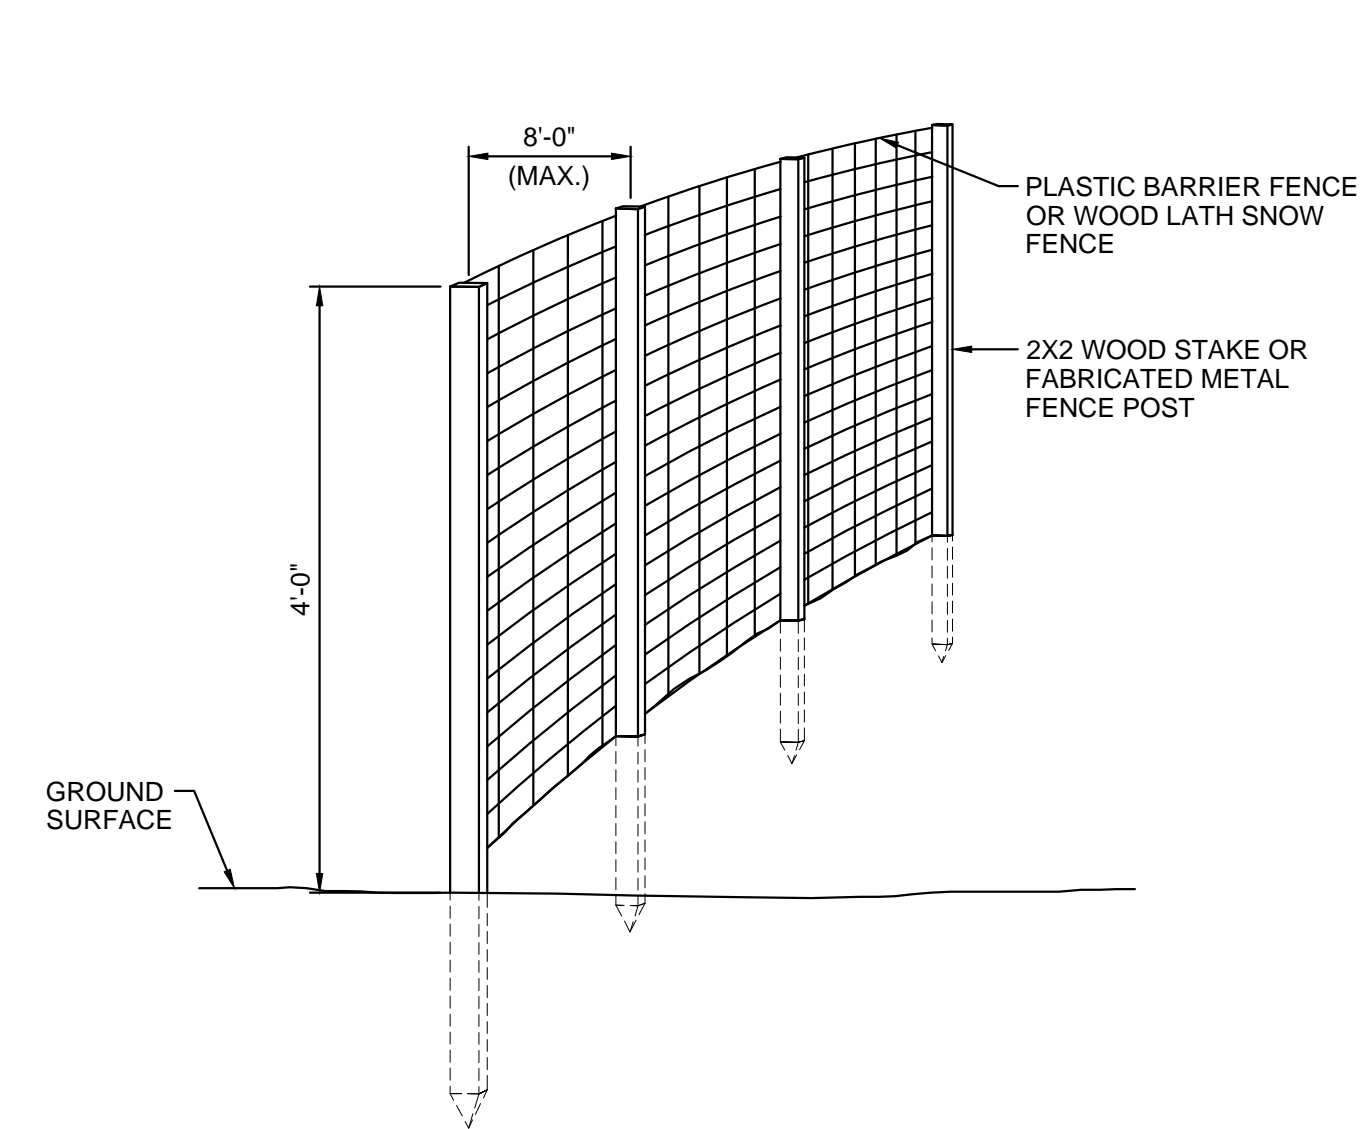 8'-0"
(MAX.)
PLASTIC BARRIER FENCE
OR WOOD LATH SNOW
FENCE
2X2 WOOD STAKE OR
FABRICATED METAL
FENCE POST
4'-0"
GROUND
SURFACE